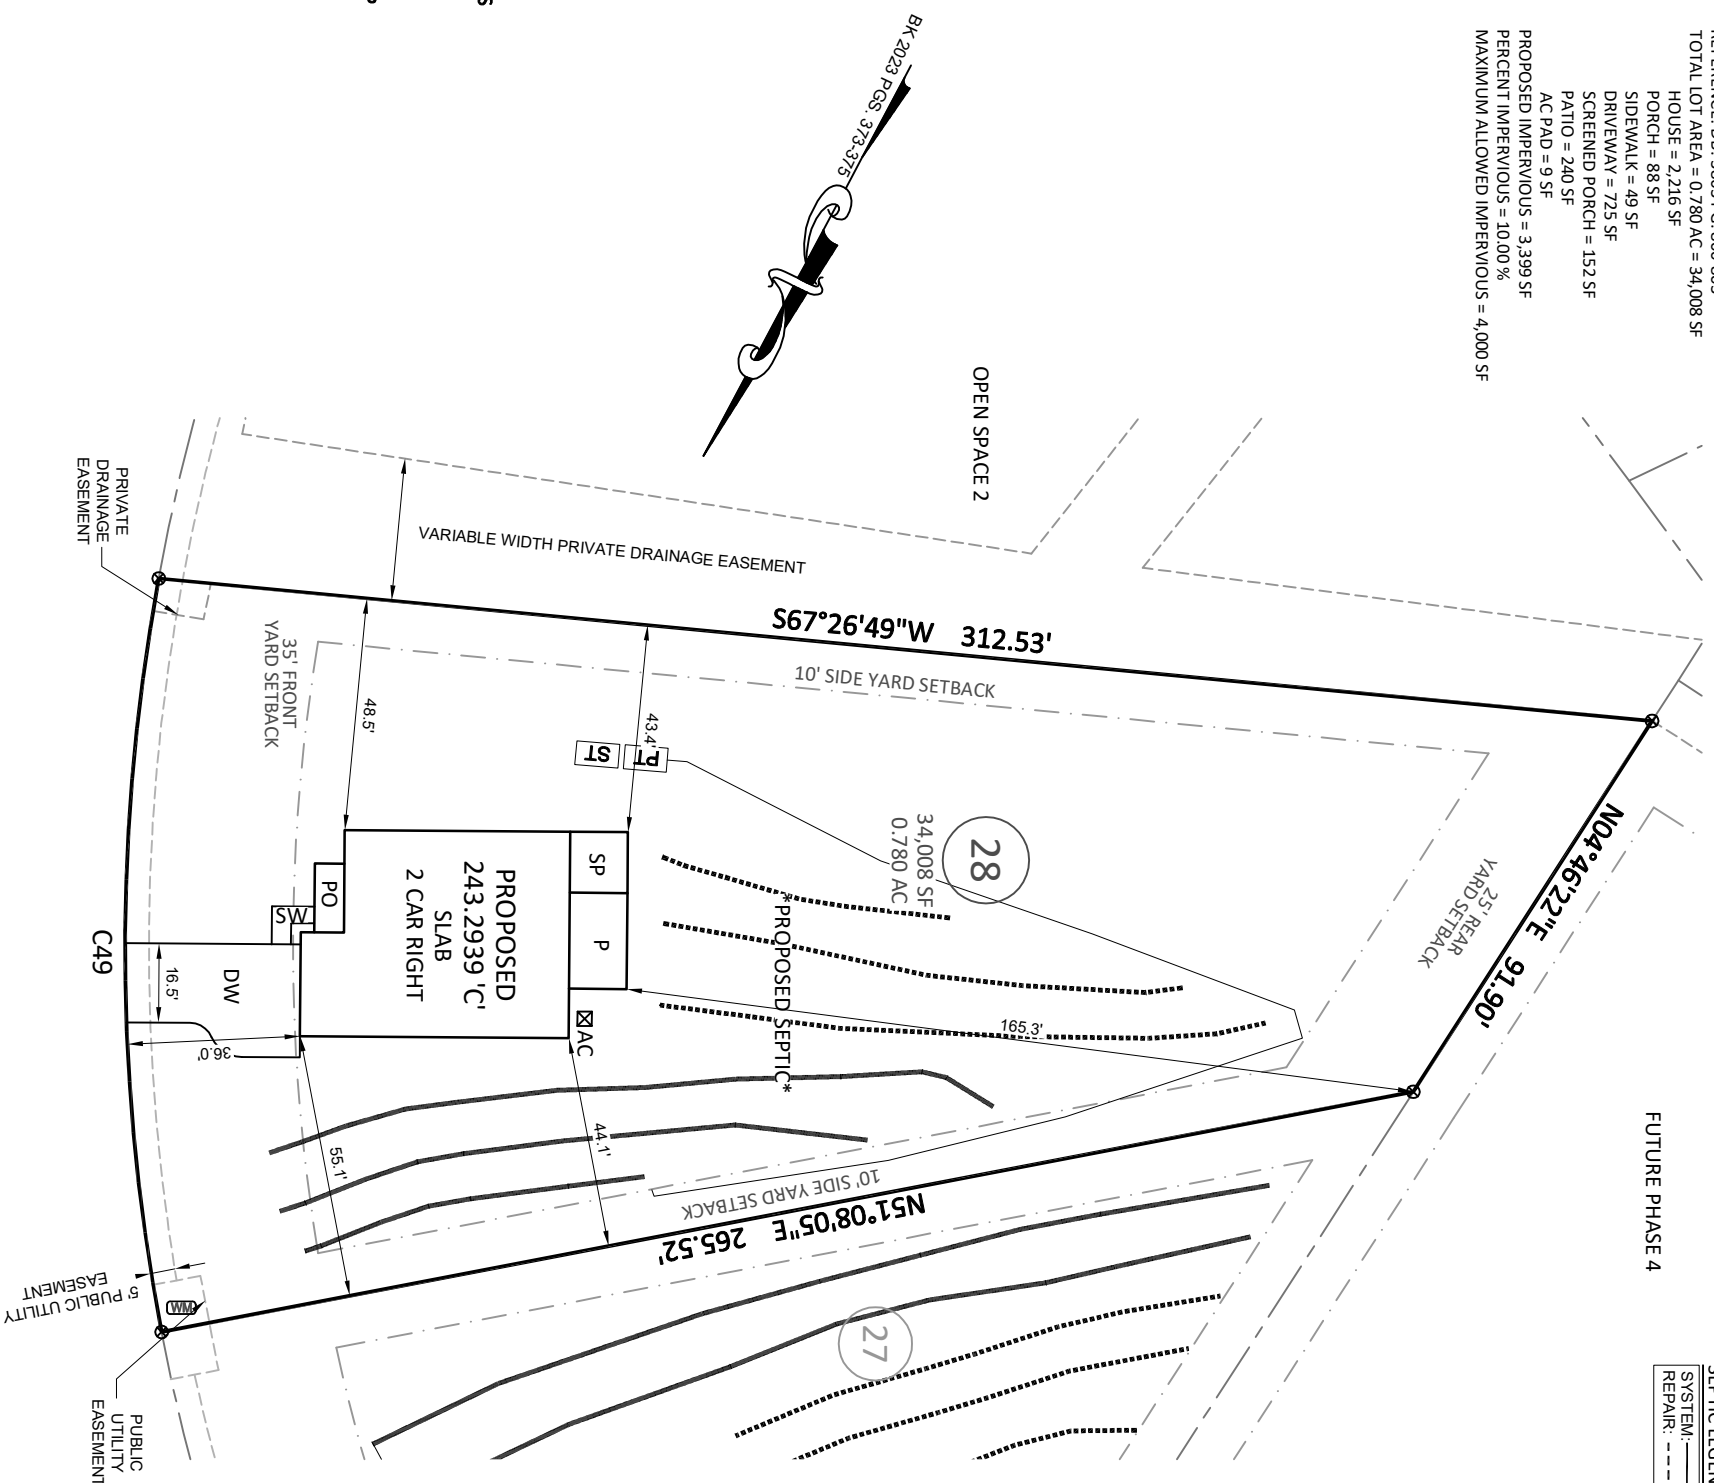 TOTAL LOT AREA = 0.780 AC = 34,008 SF
HOUSE = 2,216 SF
PORCH = 88 SF
SIDEWALK = 49 SF
DRIVEWAY = 725 SF
SCREENED PORCH = 152 SF
PATIO = 240 SF
AC PAD = 9 SF
PROPOSED IMPERVIOUS = 3,399 SF
PERCENT IMPERVIOUS = 10.00 %
MAXIMUM ALLOWED IMPERVIOUS = 4,000 SF
BK 2023 PGS. 373-375
OPEN SPACE 2
VARIABLE WIDTH PRIVATE DRAINAGE EASEMENT
PRIVATE
DRAINAGE
EASEMENT
S67°26'49"W 312.53'
10' SIDE YARD SETBACK
35' FRONT
YARD SETBACK
48.5'
43.4'
ST
PT
28
34,008 SF
0.780 AC
N04°46'22"E 91.90'
25' REAR
YARD SETBACK
SP
P
PO
SW
PROPOSED
243.2939 'C'
SLAB
2 CAR RIGHT
*PROPOSED SEPTIC*
165.3'
AC
DW
16.5'
36.0'
C49
55.1'
44.1'
10' SIDE YARD SETBACK
N51°08'05"E 265.52'
FUTURE PHASE 4
27
WM
5' PUBLIC UTILITY
EASEMENT
PUBLIC
UTILITY
EASEMENT
SYSTEM:
REPAIR: